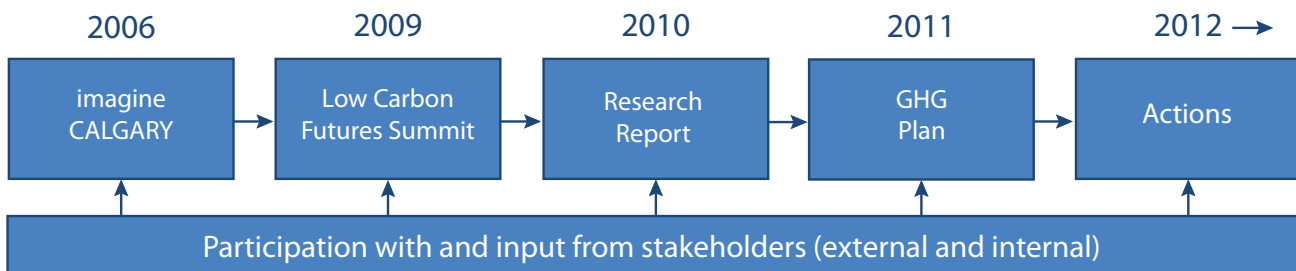 2006
2009
2010
2011
2012
imagine
CALGARY
Low Carbon
Futures Summit
Research
Report
GHG
Plan
Actions
Participation with and input from stakeholders (external and internal)